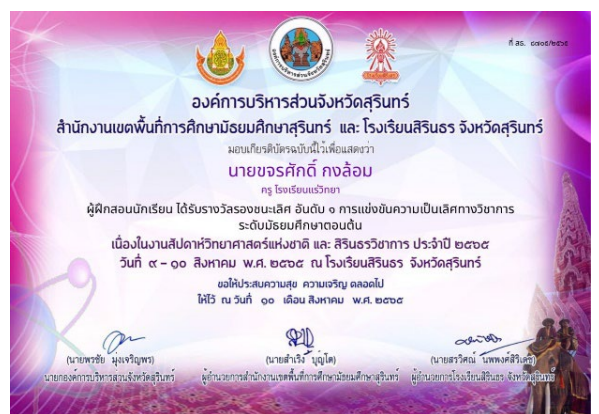 ที่ สธ. ๔๗๐๕/๒๕๖๕
องค์การบริหารส่วนจังหวัดสุรินทร์
สำนักงานเขตพื้นที่การศึกษามัธยมศึกษาสุรินทร์ และ โรงเรียนสิรินธร จังหวัดสุรินทร์
มอบเกียรติบัตรฉบับนี้ไว้เพื่อแสดงว่า
นายขจรศักดิ์ กงล้อม
ครู โรงเรียนแร่วิทยา
ผู้ฝึกสอนนักเรียน ได้รับรางวัลรองชนะเลิศ อันดับ ๑ การแข่งขันความเป็นเลิศทางวิชาการ
ระดับมัธยมศึกษาตอนต้น
เนื่องในงานสัปดาห์วิทยาศาสตร์แห่งชาติ และ สิรินธรวิชาการ ประจำปี ๒๕๖๕
วันที่ ๙ - ๑๐ สิงหาคม พ.ศ. ๒๕๖๕ ณ โรงเรียนสิรินธร จังหวัดสุรินทร์
ขอให้ประสบความสุข ความเจริญ ตลอดไป
ให้ไว้ ณ วันที่ ๑๐ เดือน สิงหาคม พ.ศ. ๒๕๖๕
(นายพรชัย มุ่งเจริญพร) (นายสำเริง บุญโต) (นายสรวิศณ์ นพพงศ์สิริเดช)
นายกองค์การบริหารส่วนจังหวัดสุรินทร์ ผู้อำนวยการสำนักงานเขตพื้นที่การศึกษามัธยมศึกษาสุรินทร์ ผู้อำนวยการโรงเรียนสิรินธร จังหวัดสุรินทร์